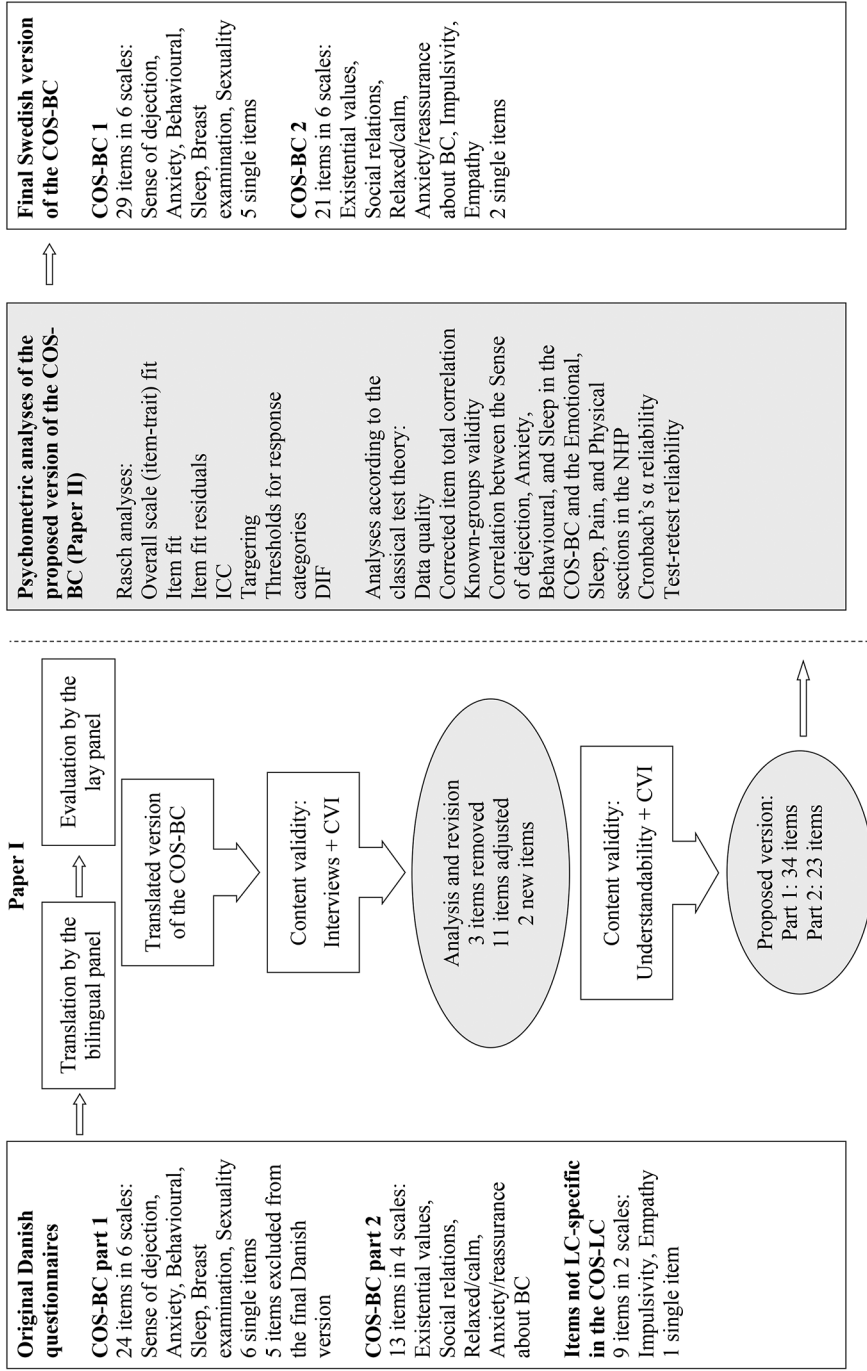 Original Danish
questionnaires
COS-BC part 1
24 items in 6 scales:
Sense of dejection,
Anxiety, Behavioural,
Sleep, Breast
examination, Sexuality
6 single items
5 items excluded from
the final Danish
version
COS-BC part 2
13 items in 4 scales:
Existential values,
Social relations,
Relaxed/calm,
Anxiety/reassurance
about BC
Items not LC-specific
in the COS-LC
9 items in 2 scales:
Impulsivity, Empathy
1 single item
Paper I
Translation by the
bilingual panel
Evaluation by the
lay panel
Translated version
of the COS-BC
Content validity:
Interviews + CVI
Analysis and revision
3 items removed
11 items adjusted
2 new items
Content validity:
Understandability + CVI
Proposed version:
Part 1: 34 items
Part 2: 23 items
Psychometric analyses of the
proposed version of the COS-
BC (Paper II)
Rasch analyses:
Overall scale (item-trait) fit
Item fit
Item fit residuals
ICC
Targering
Thresholds for response
categories
DIF
Analyses according to the
classical test theory:
Data quality
Corrected item total correlation
Known-groups validity
Correlation between the Sense
of dejection, Anxiety,
Behavioural, and Sleep in the
COS-BC and the Emotional,
Sleep, Pain, and Physical
sections in the NHP
Cronbach's α reliability
Test-retest reliability
Final Swedish version
of the COS-BC
COS-BC 1
29 items in 6 scales:
Sense of dejection,
Anxiety, Behavioural,
Sleep, Breast
examination, Sexuality
5 single items
COS-BC 2
21 items in 6 scales:
Existential values,
Social relations,
Relaxed/calm,
Anxiety/reassurance
about BC, Impulsivity,
Empathy
2 single items